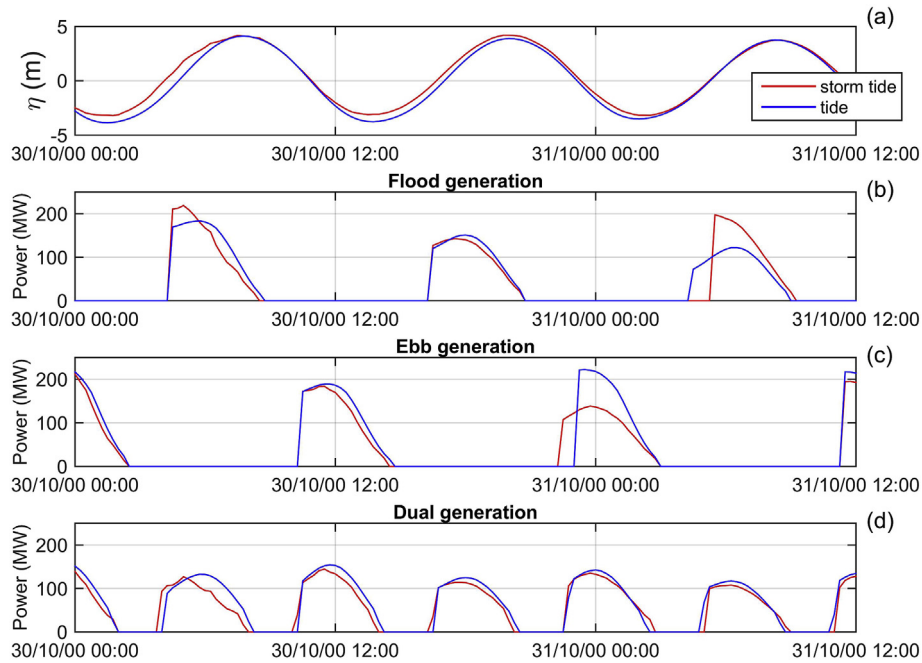 (a)
5
0
-5
η (m)
storm tide
tide
30/10/00 00:00 30/10/00 12:00 31/10/00 00:00 31/10/00 12:00
Flood generation
(b)
200
100
0
Power (MW)
30/10/00 00:00 30/10/00 12:00 31/10/00 00:00 31/10/00 12:00
Ebb generation
(c)
200
100
0
Power (MW)
30/10/00 00:00 30/10/00 12:00 31/10/00 00:00 31/10/00 12:00
Dual generation
(d)
200
100
0
Power (MW)
30/10/00 00:00 30/10/00 12:00 31/10/00 00:00 31/10/00 12:00